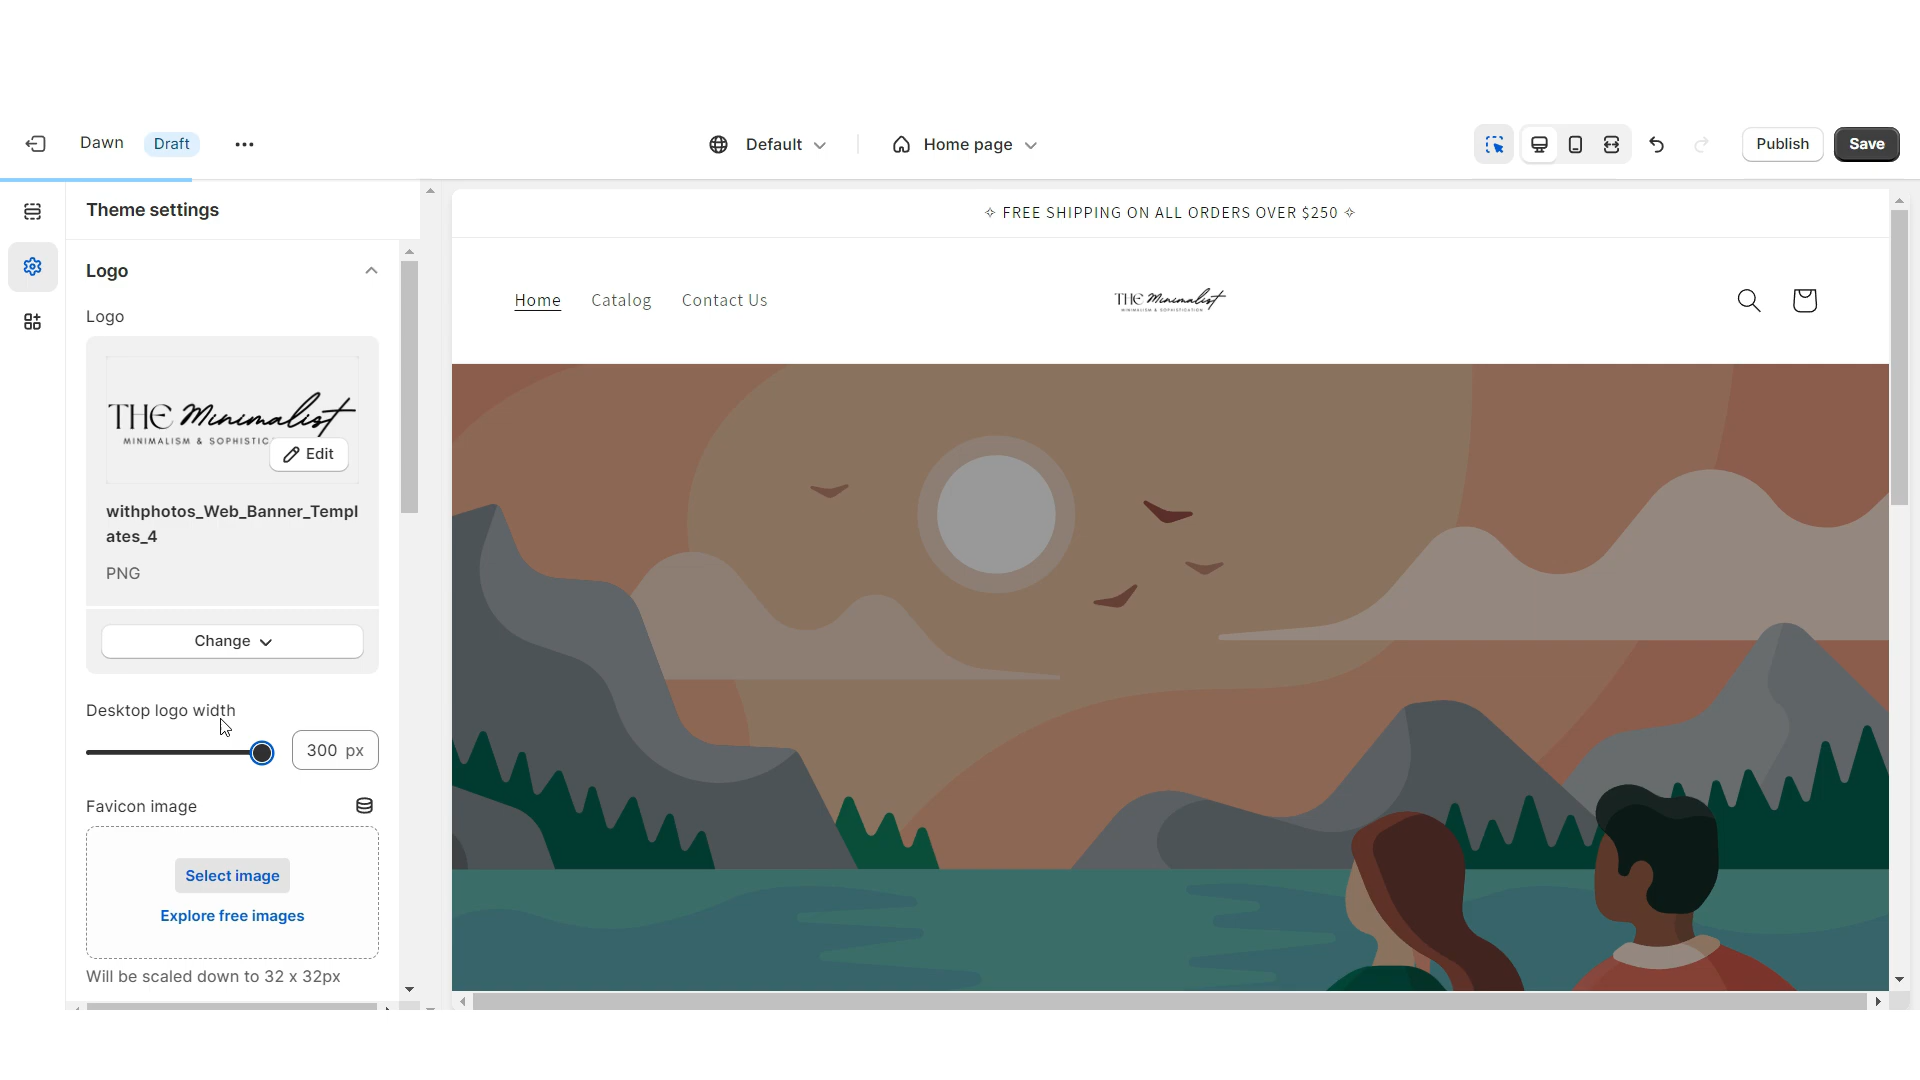 Dawn Draft Default Home page Publish Save
Theme settings
Logo
Logo
THE Minimalist
MINIMALISM & SOPHISTIC
Edit
withphotos_Web_Banner_Templ
ates_4
PNG
Change
Desktop logo width
300 px
Favicon image
Select image
Explore free images
Will be scaled down to 32 x 32px
✧ FREE SHIPPING ON ALL ORDERS OVER $250 ✧
Home Catalog Contact Us
THE Minimalist
MINIMALISM & SOPHISTICATION